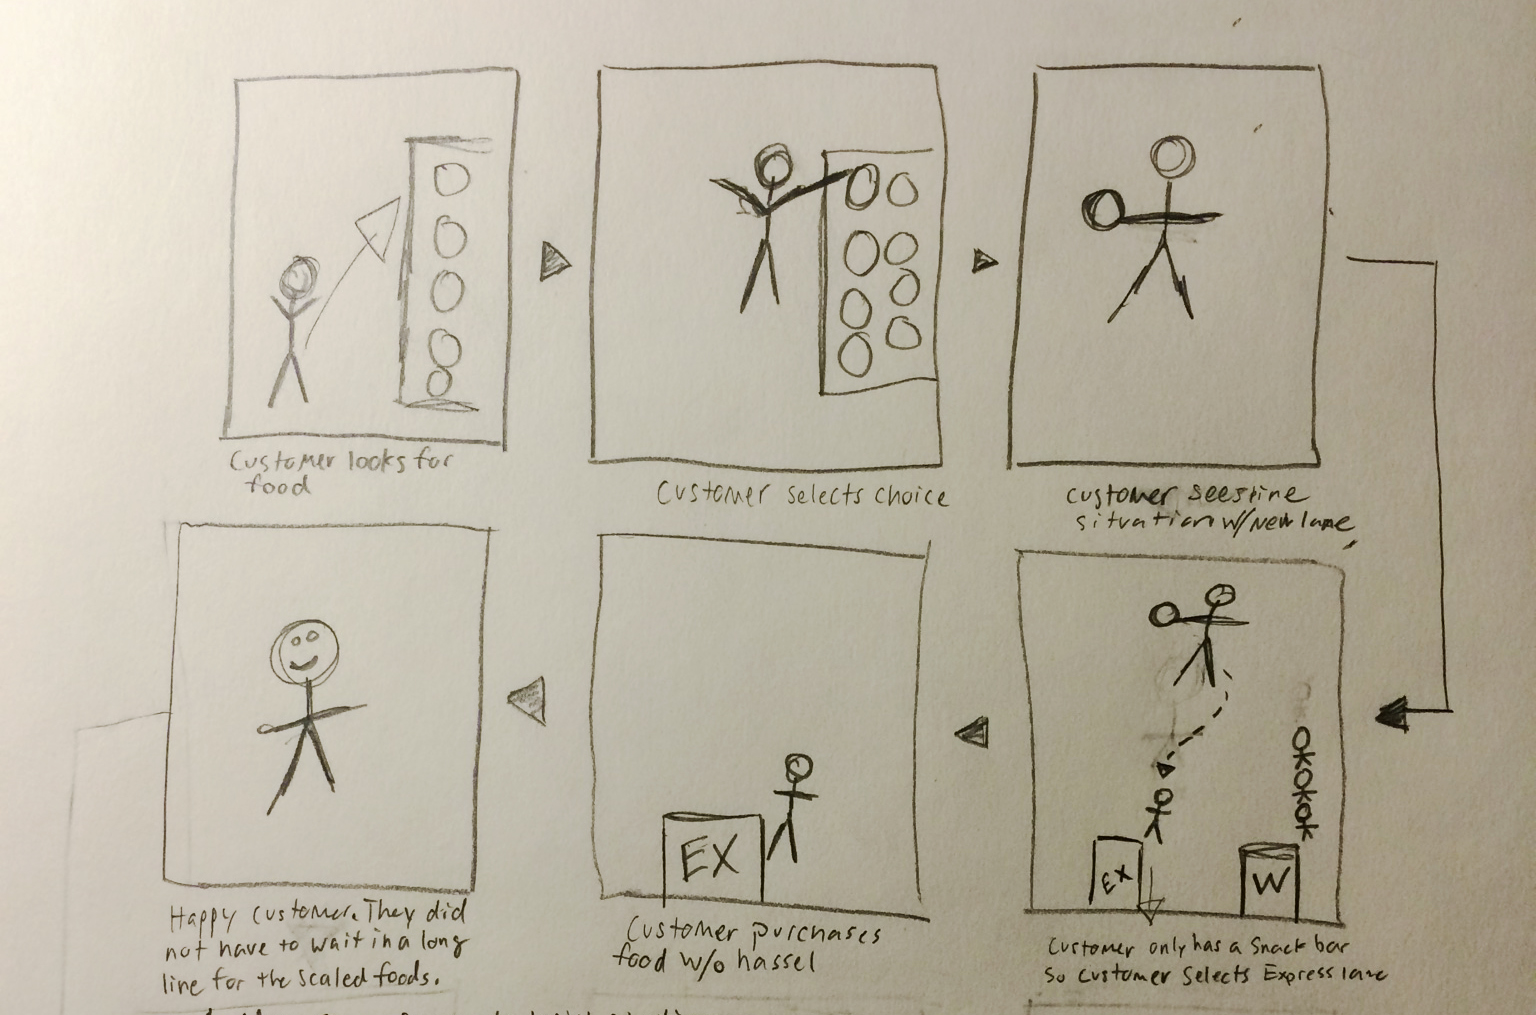 Customer looks for
food
Customer selects choice
Customer sees line
situation w/ new lane
EX
W
Customer only has a snack bar
So customer selects Express lane
EX
Customer purchases
food w/o hassel
Happy customer. They did
not have to wait in a long
line for the scaled foods.